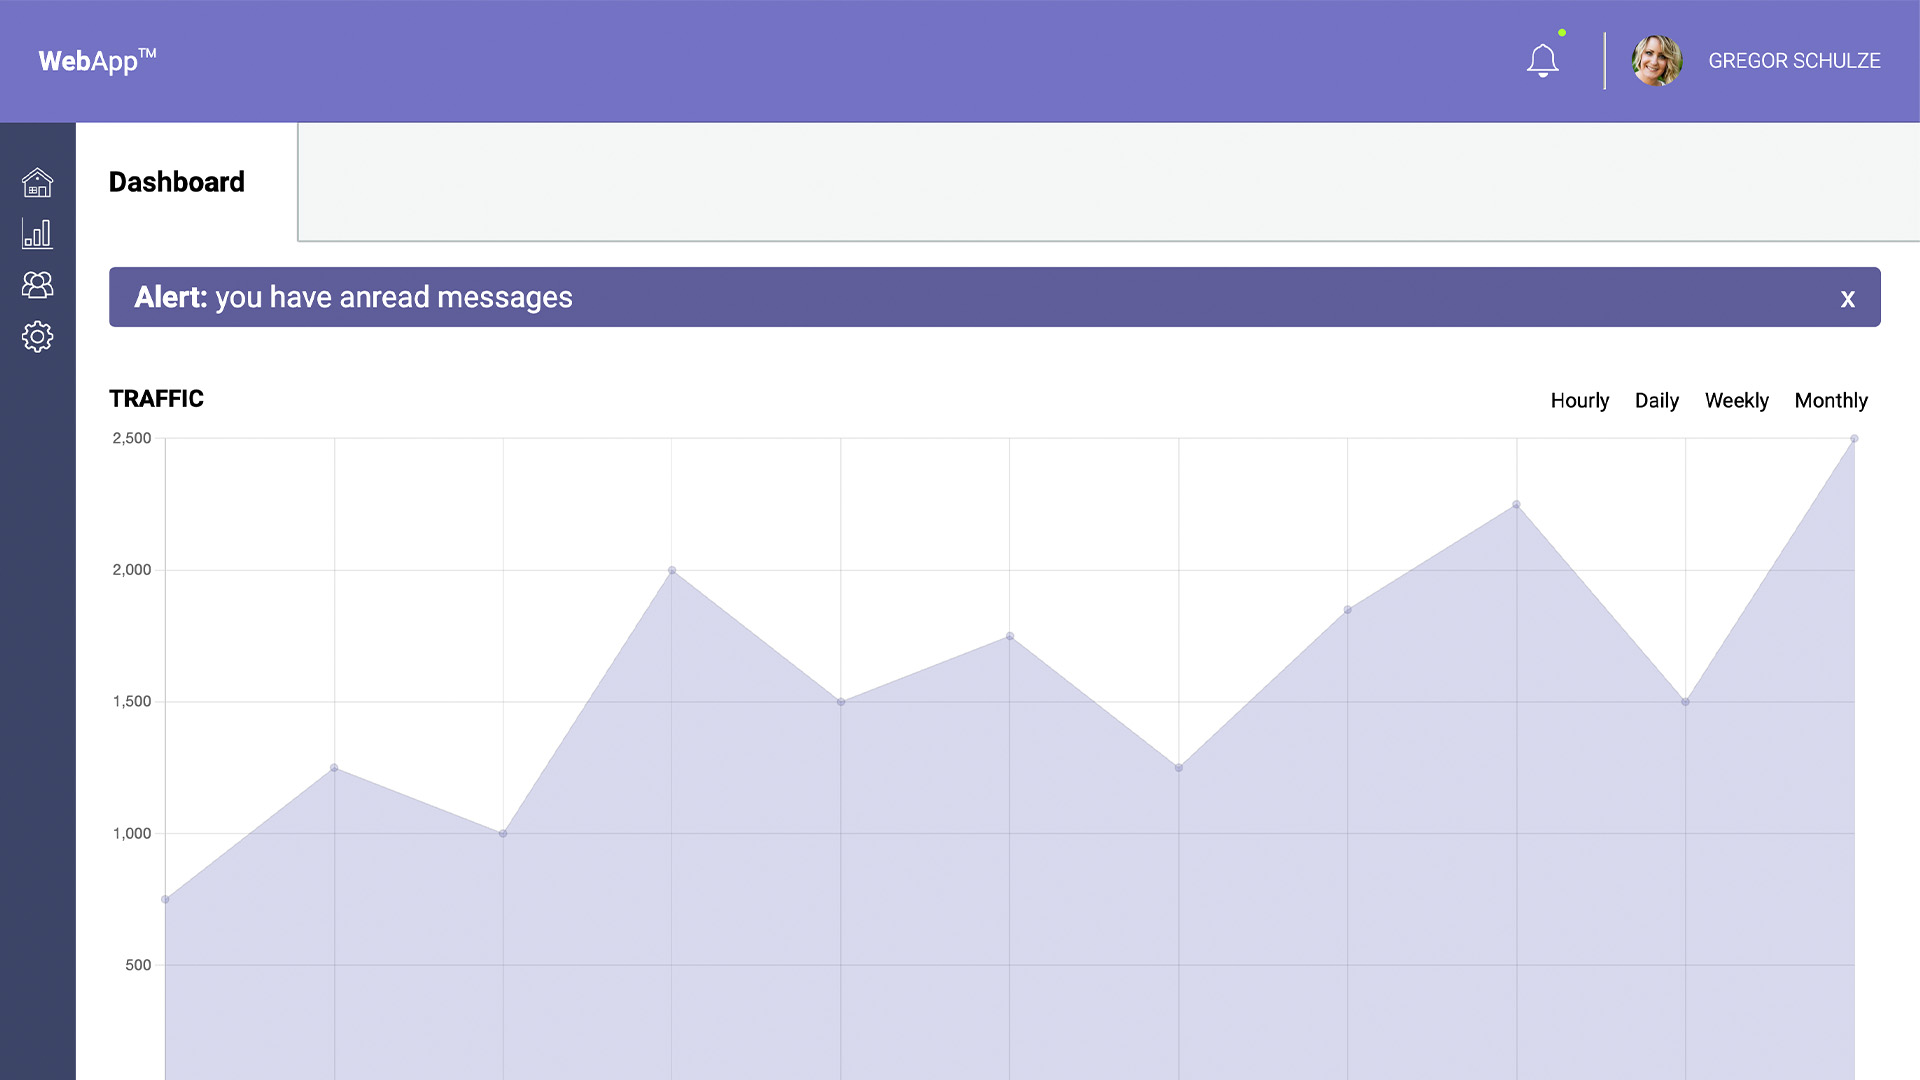 WebApp™
GREGOR SCHULZE
Dashboard
Alert: you have anread messages
x
TRAFFIC
Hourly Daily Weekly Monthly
2,500
2,000
1,500
1,000
500